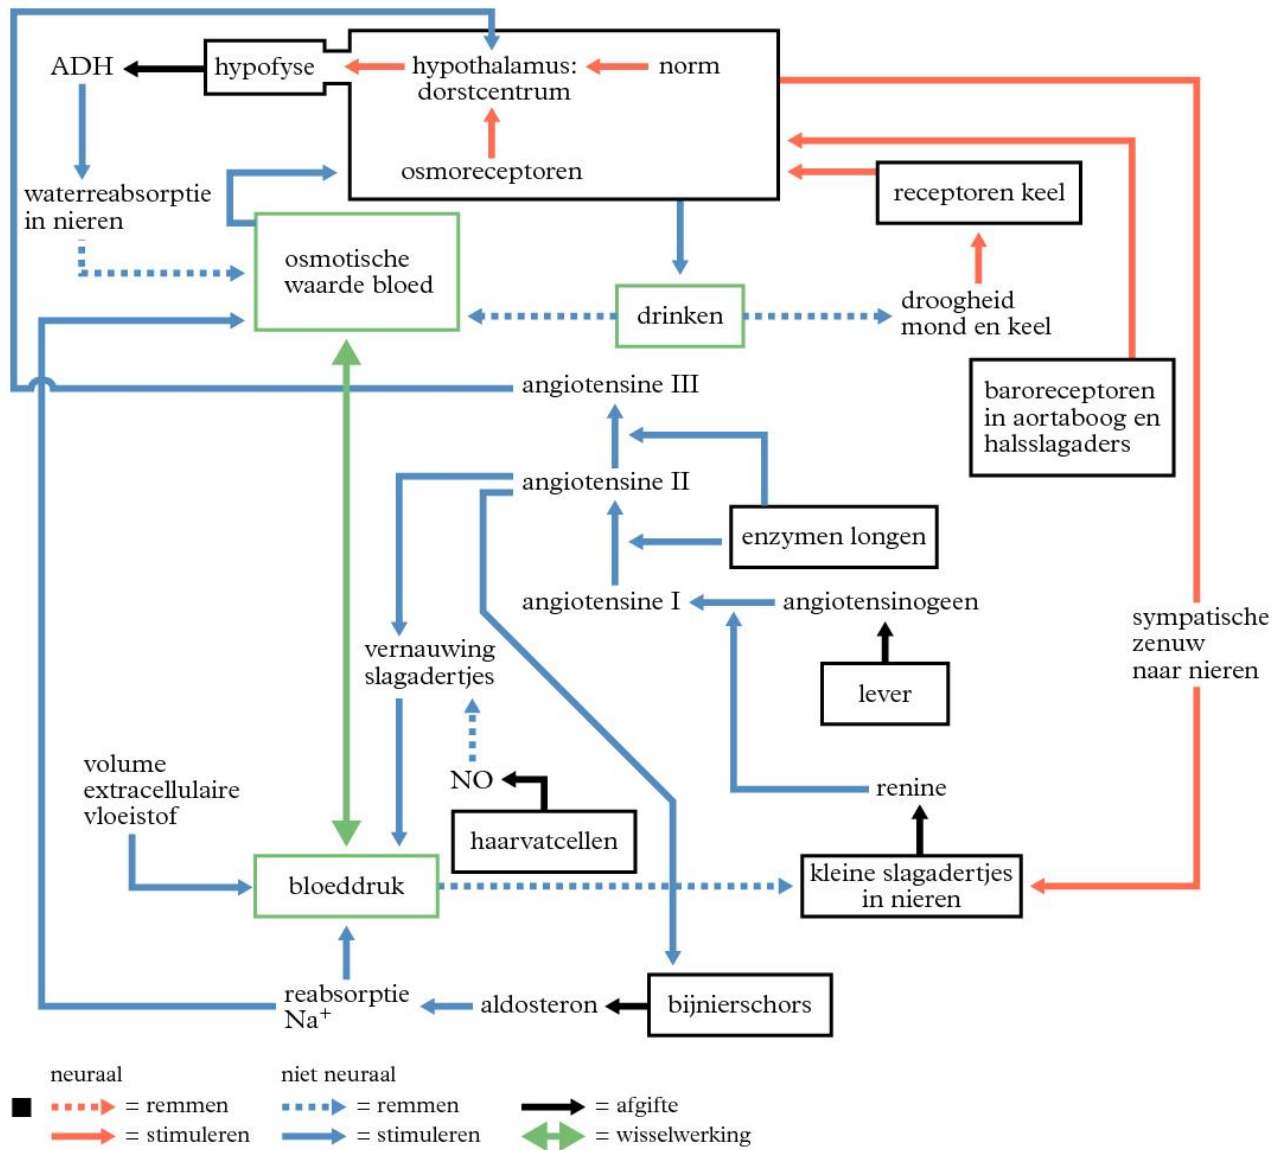 ADH
hypofyse
hypothalamus:
dorstcentrum
norm
osmoreceptoren
waterreabsorptie
in nieren
receptoren keel
osmotische
waarde bloed
drinken
droogheid
mond en keel
angiotensine III
baroreceptoren
in aortaboog en
halsslagaders
angiotensine II
enzymen longen
angiotensine I
angiotensinogeen
sympatische
zenuw
naar nieren
vernauwing
slagadertjes
lever
volume
extracellulaire
vloeistof
NO
renine
haarvatcellen
bloeddruk
kleine slagadertjes
in nieren
reabsorptie
Na⁺
aldosteron
bijnierschors
neuraal
= remmen
= stimuleren
niet neuraal
= remmen
= stimuleren
= afgifte
= wisselwerking